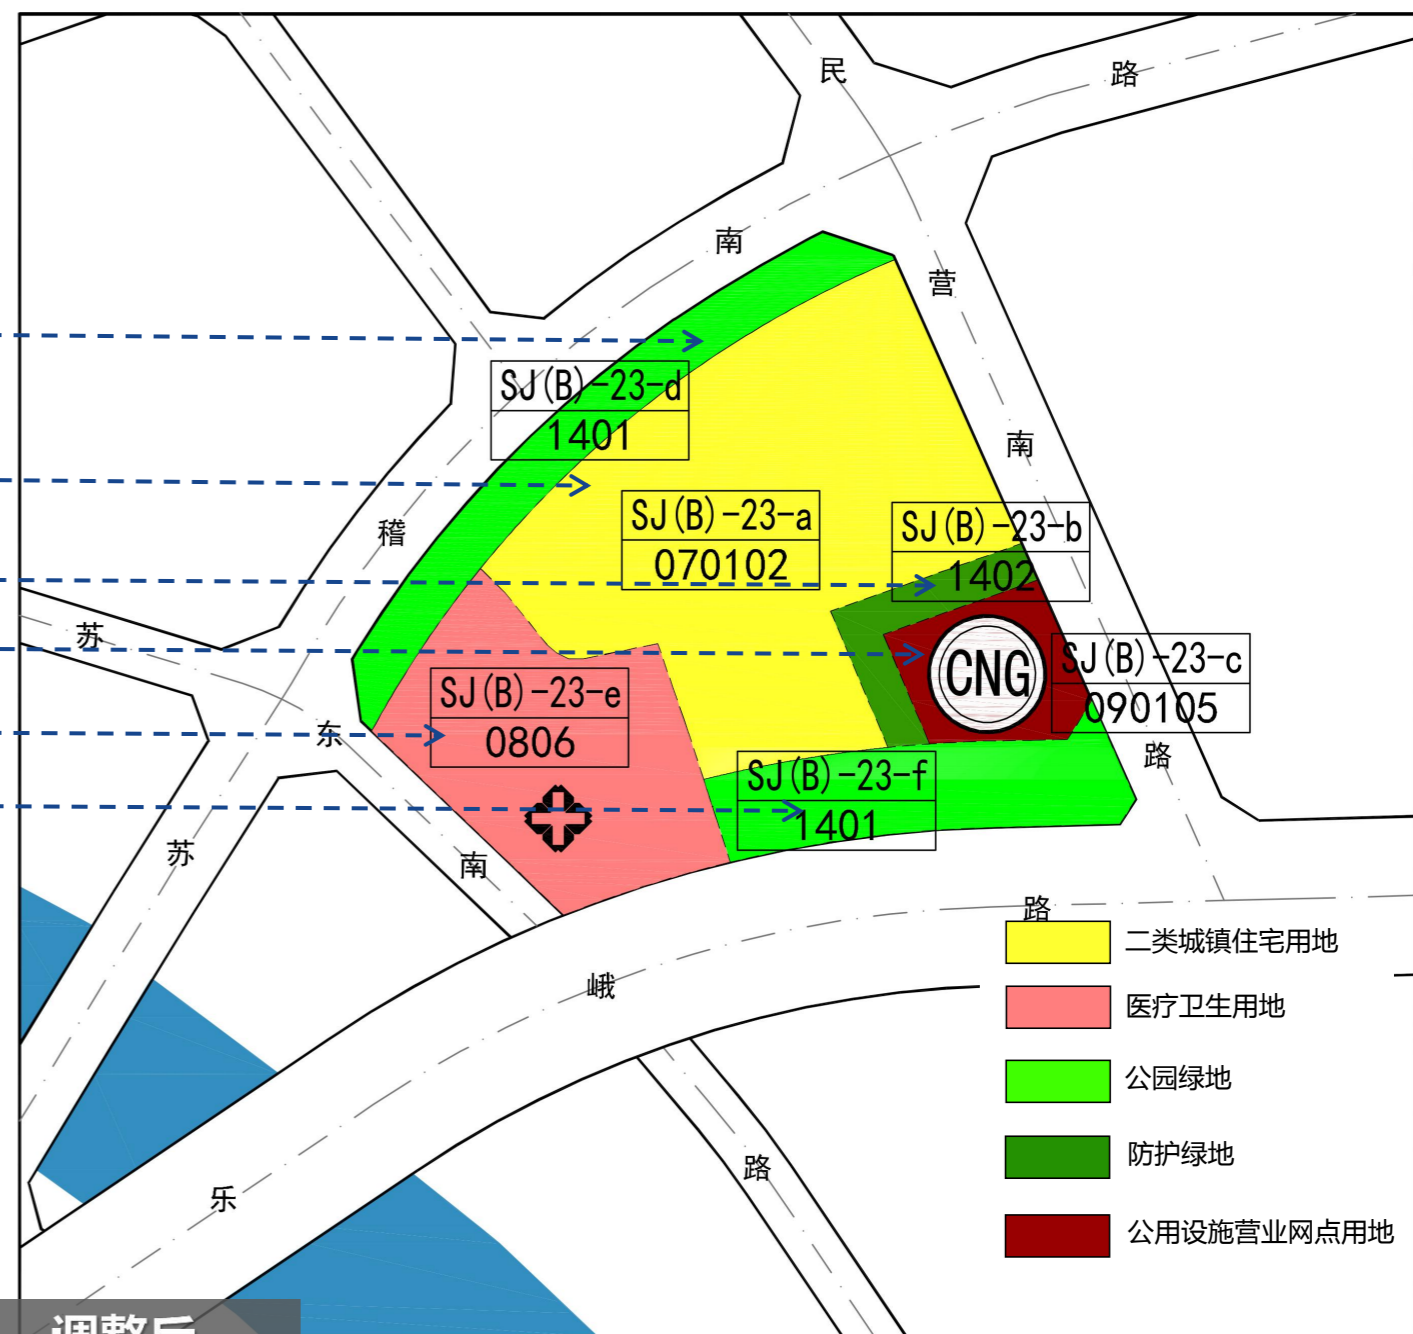 民
路
南
营
SJ(B)-23-d
1401
南
稽
SJ(B)-23-a
070102
SJ(B)-23-b
1402
苏
CNG
SJ(B)-23-c
090105
SJ(B)-23-e
0806
东
路
SJ(B)-23-f
1401
苏
南
路
二类城镇住宅用地
峨
医疗卫生用地
公园绿地
防护绿地
路
乐
公用设施营业网点用地
调整后